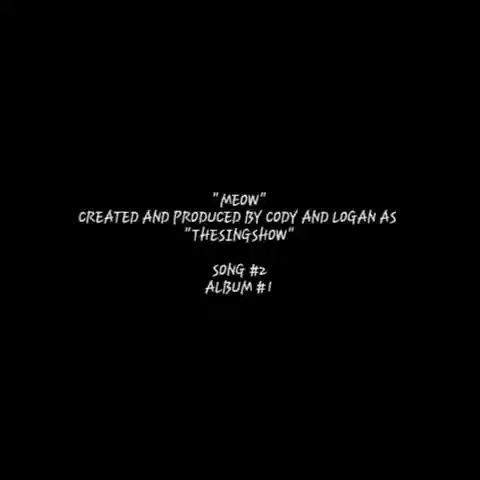 "MEOW"
CREATED AND PRODUCED BY CODY AND LOGAN AS
"THESINGSHOW"
SONG #2
ALBUM #1